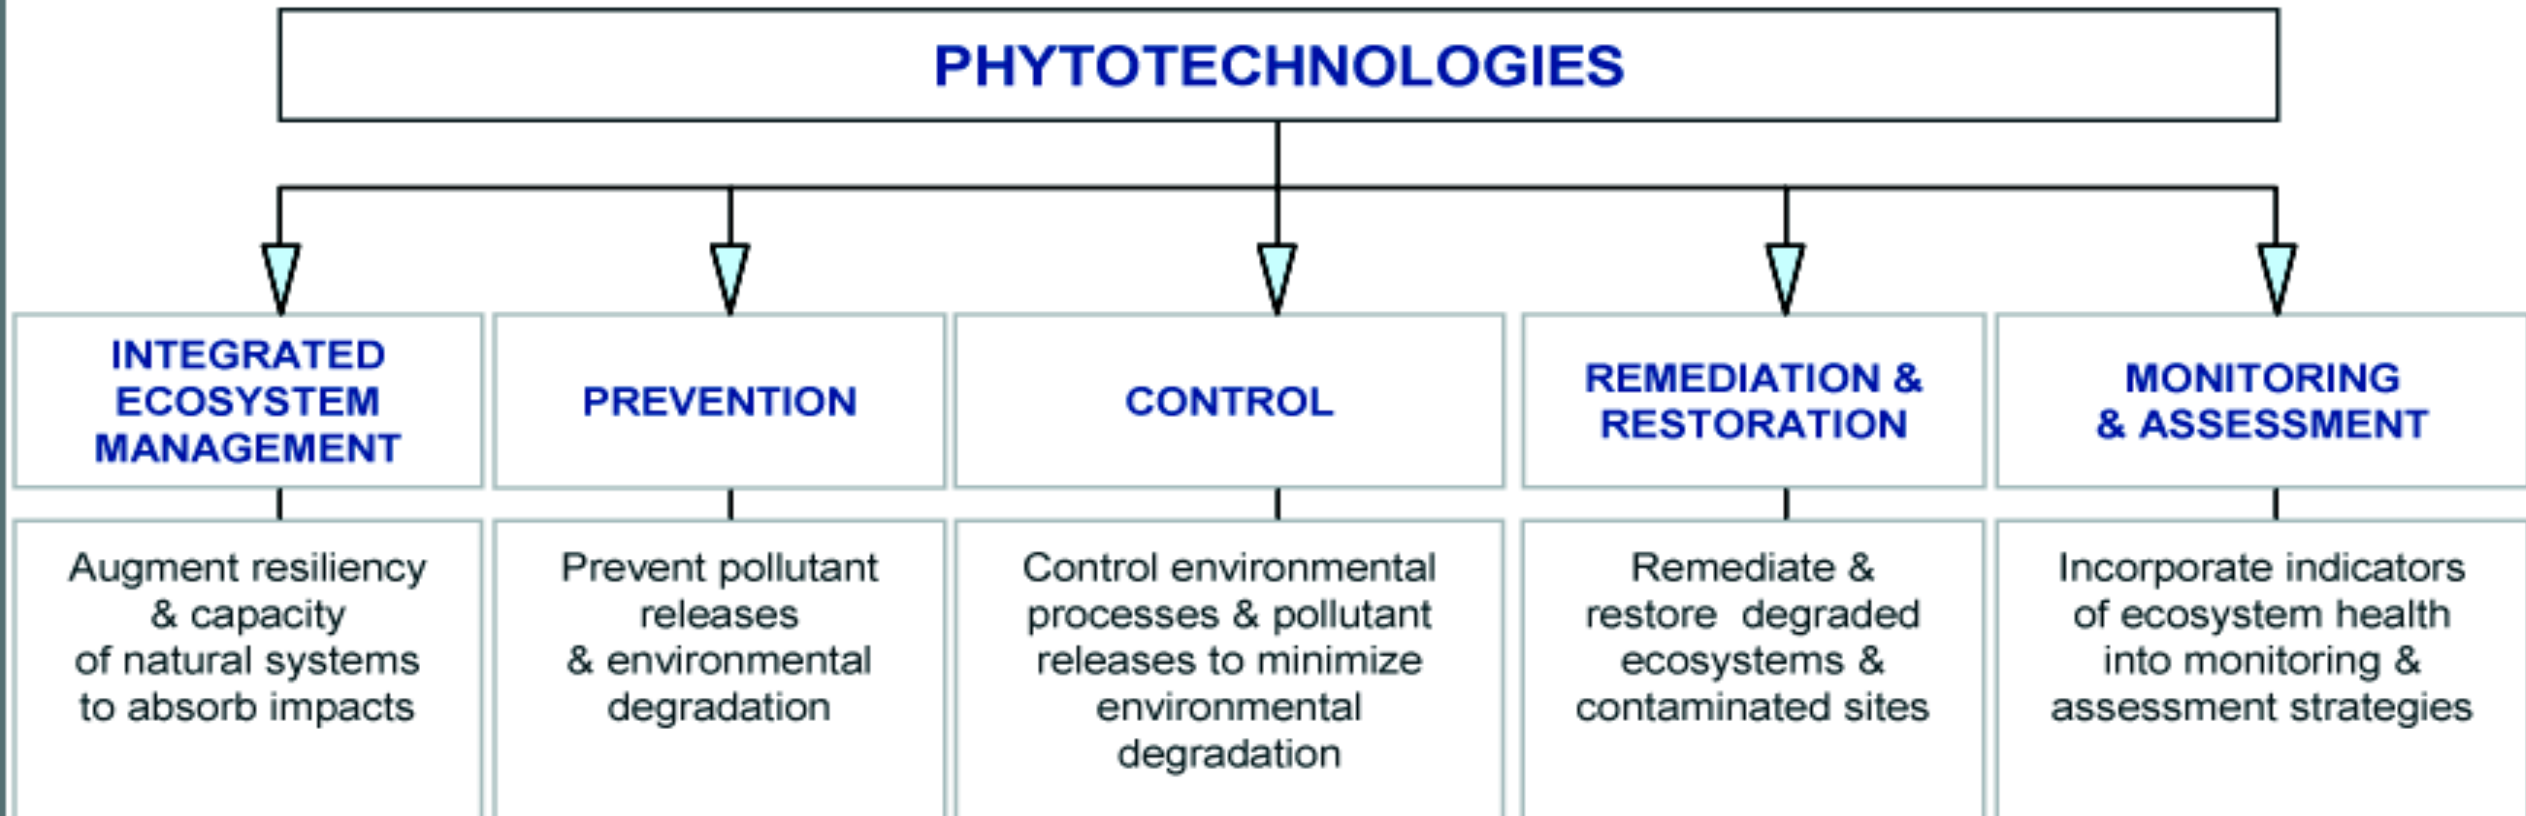 PHYTOTECHNOLOGIES
INTEGRATED
ECOSYSTEM
MANAGEMENT
PREVENTION
CONTROL
REMEDIATION &
RESTORATION
MONITORING
& ASSESSMENT
Augment resiliency
& capacity
of natural systems
to absorb impacts
Prevent pollutant
releases
& environmental
degradation
Control environmental
processes & pollutant
releases to minimize
environmental
degradation
Remediate &
restore degraded
ecosystems &
contaminated sites
Incorporate indicators
of ecosystem health
into monitoring &
assessment strategies